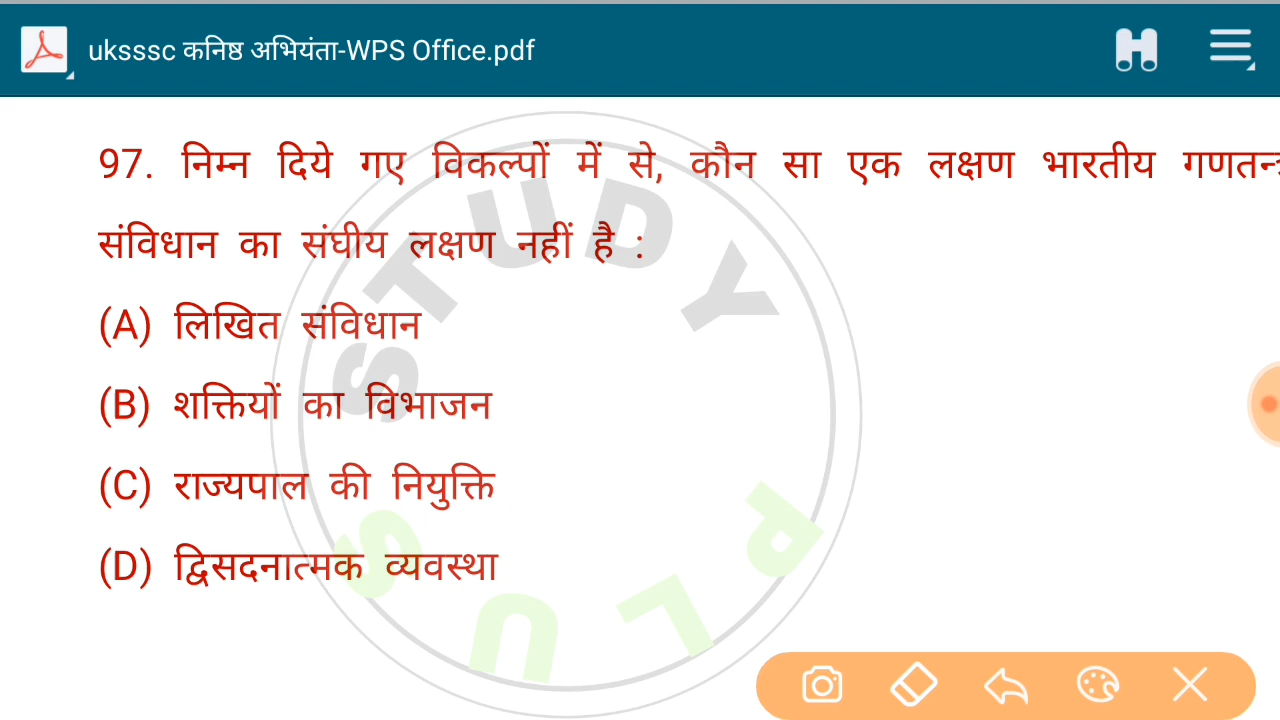 uksssc कनिष्ठ अभियंता-WPS Office.pdf
97. निम्न दिये गए विकल्पों में से, कौन सा एक लक्षण भारतीय
संविधान का संघीय लक्षण नहीं है :
(A) लिखित संविधान
(B) शक्तियों का विभाजन
(C) राज्यपाल की नियुक्ति
(D) द्विसदनात्मक व्यवस्था
STUDY
PLUS